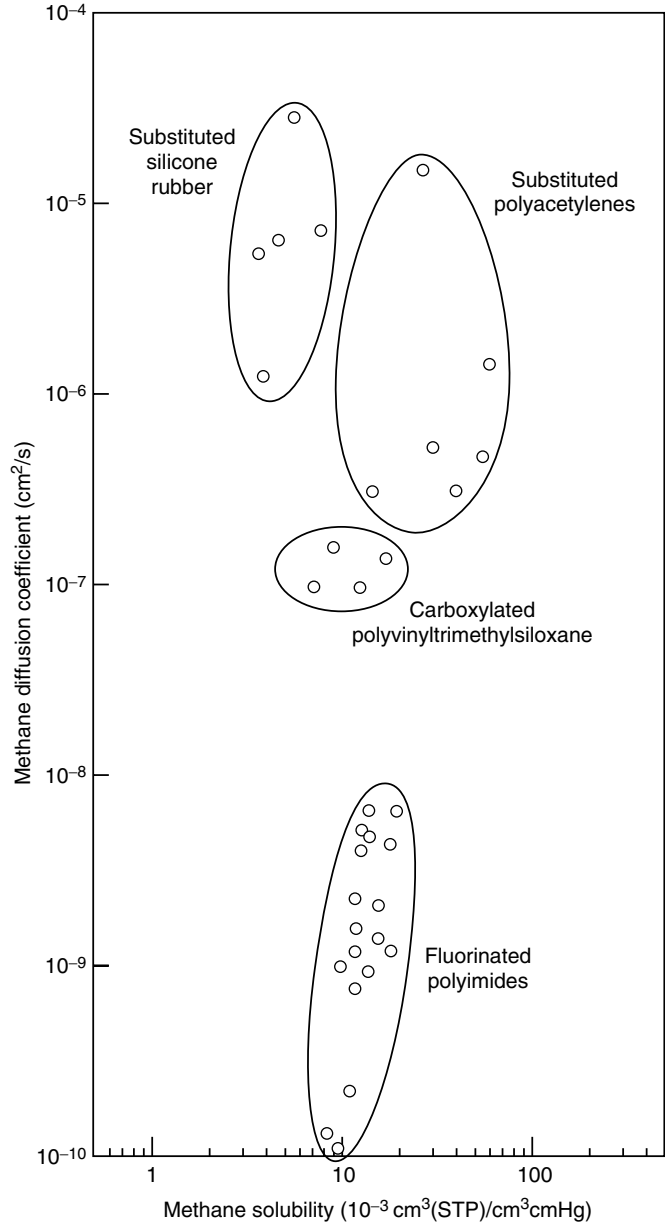 10⁻⁴
Substituted
silicone
rubber
10⁻⁵
Substituted
polyacetylenes
10⁻⁶
Methane diffusion coefficient (cm²/s)
10⁻⁷
Carboxylated
polyvinyltrimethylsiloxane
10⁻⁸
10⁻⁹
Fluorinated
polyimides
10⁻¹⁰
1 10 100
Methane solubility (10⁻³ cm³(STP)/cm³cmHg)